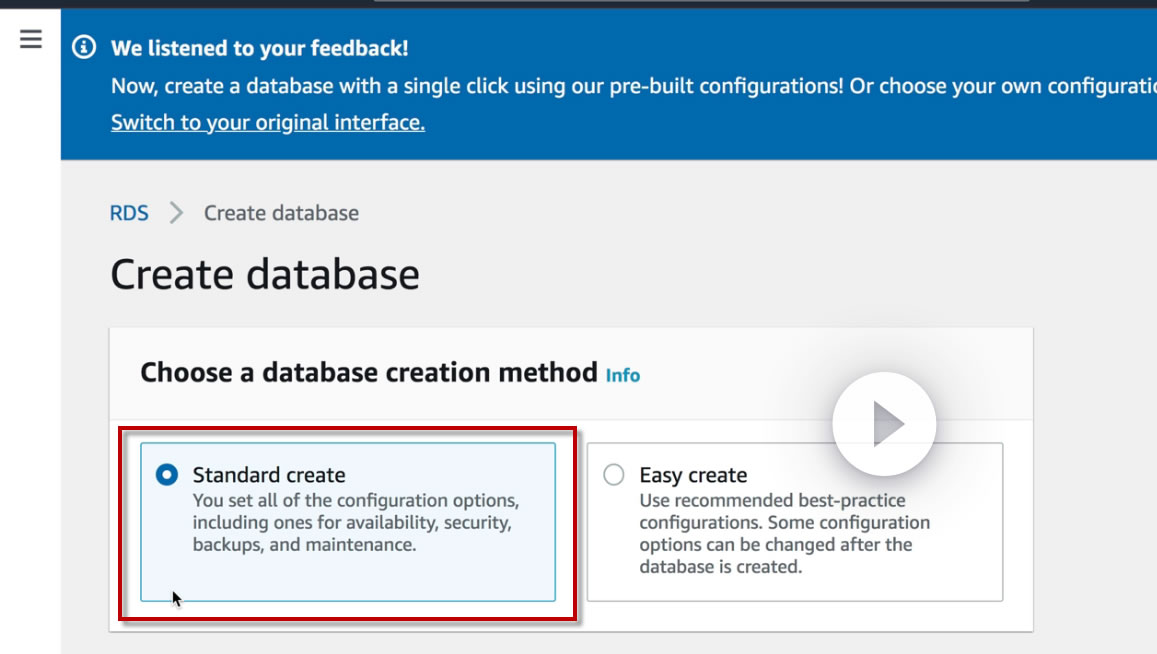 We listened to your feedback!
Now, create a database with a single click using our pre-built configurations! Or choose your own
Switch to your original interface.
RDS > Create database
Create database
Choose a database creation method Info
Standard create
You set all of the configuration options,
including ones for availability, security,
backups, and maintenance.
Easy create
Use recommended best-practice
configurations. Some configuration
options can be changed after the
database is created.